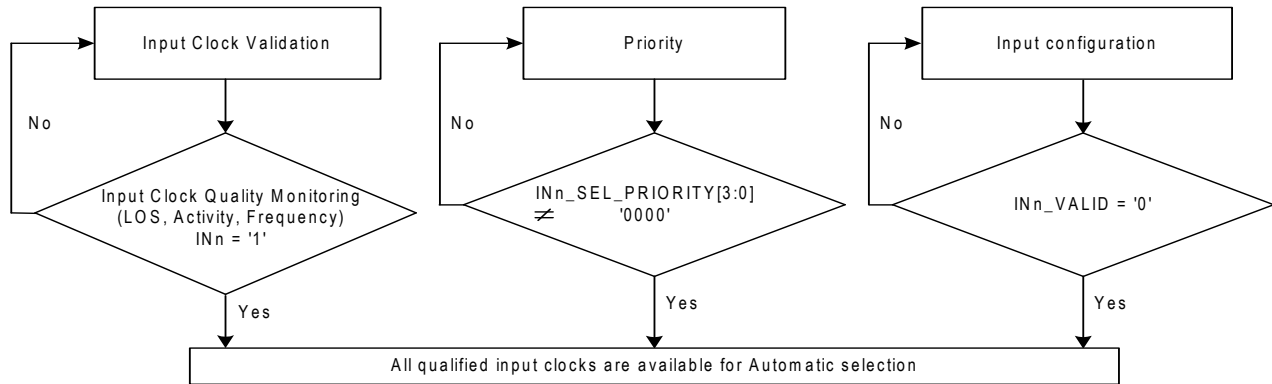 Input Clock Validation
No
Input Clock Quality Monitoring
(LOS, Activity, Frequency)
INn = '1'
Yes
Priority
No
INn_SEL_PRIORITY[3:0]
≠ '0000'
Yes
Input configuration
No
INn_VALID = '0'
Yes
All qualified input clocks are available for Automatic selection